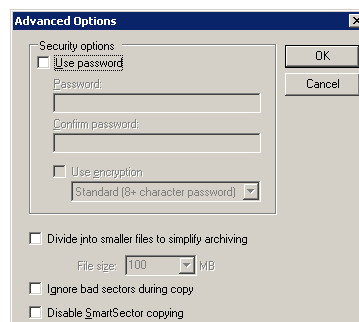 Advanced Options
Security options
Use password
Password:
Confirm password:
Use encryption
Standard (8+ character password)
Divide into smaller files to simplify archiving
File size: 100 MB
Ignore bad sectors during copy
Disable SmartSector copying
OK
Cancel